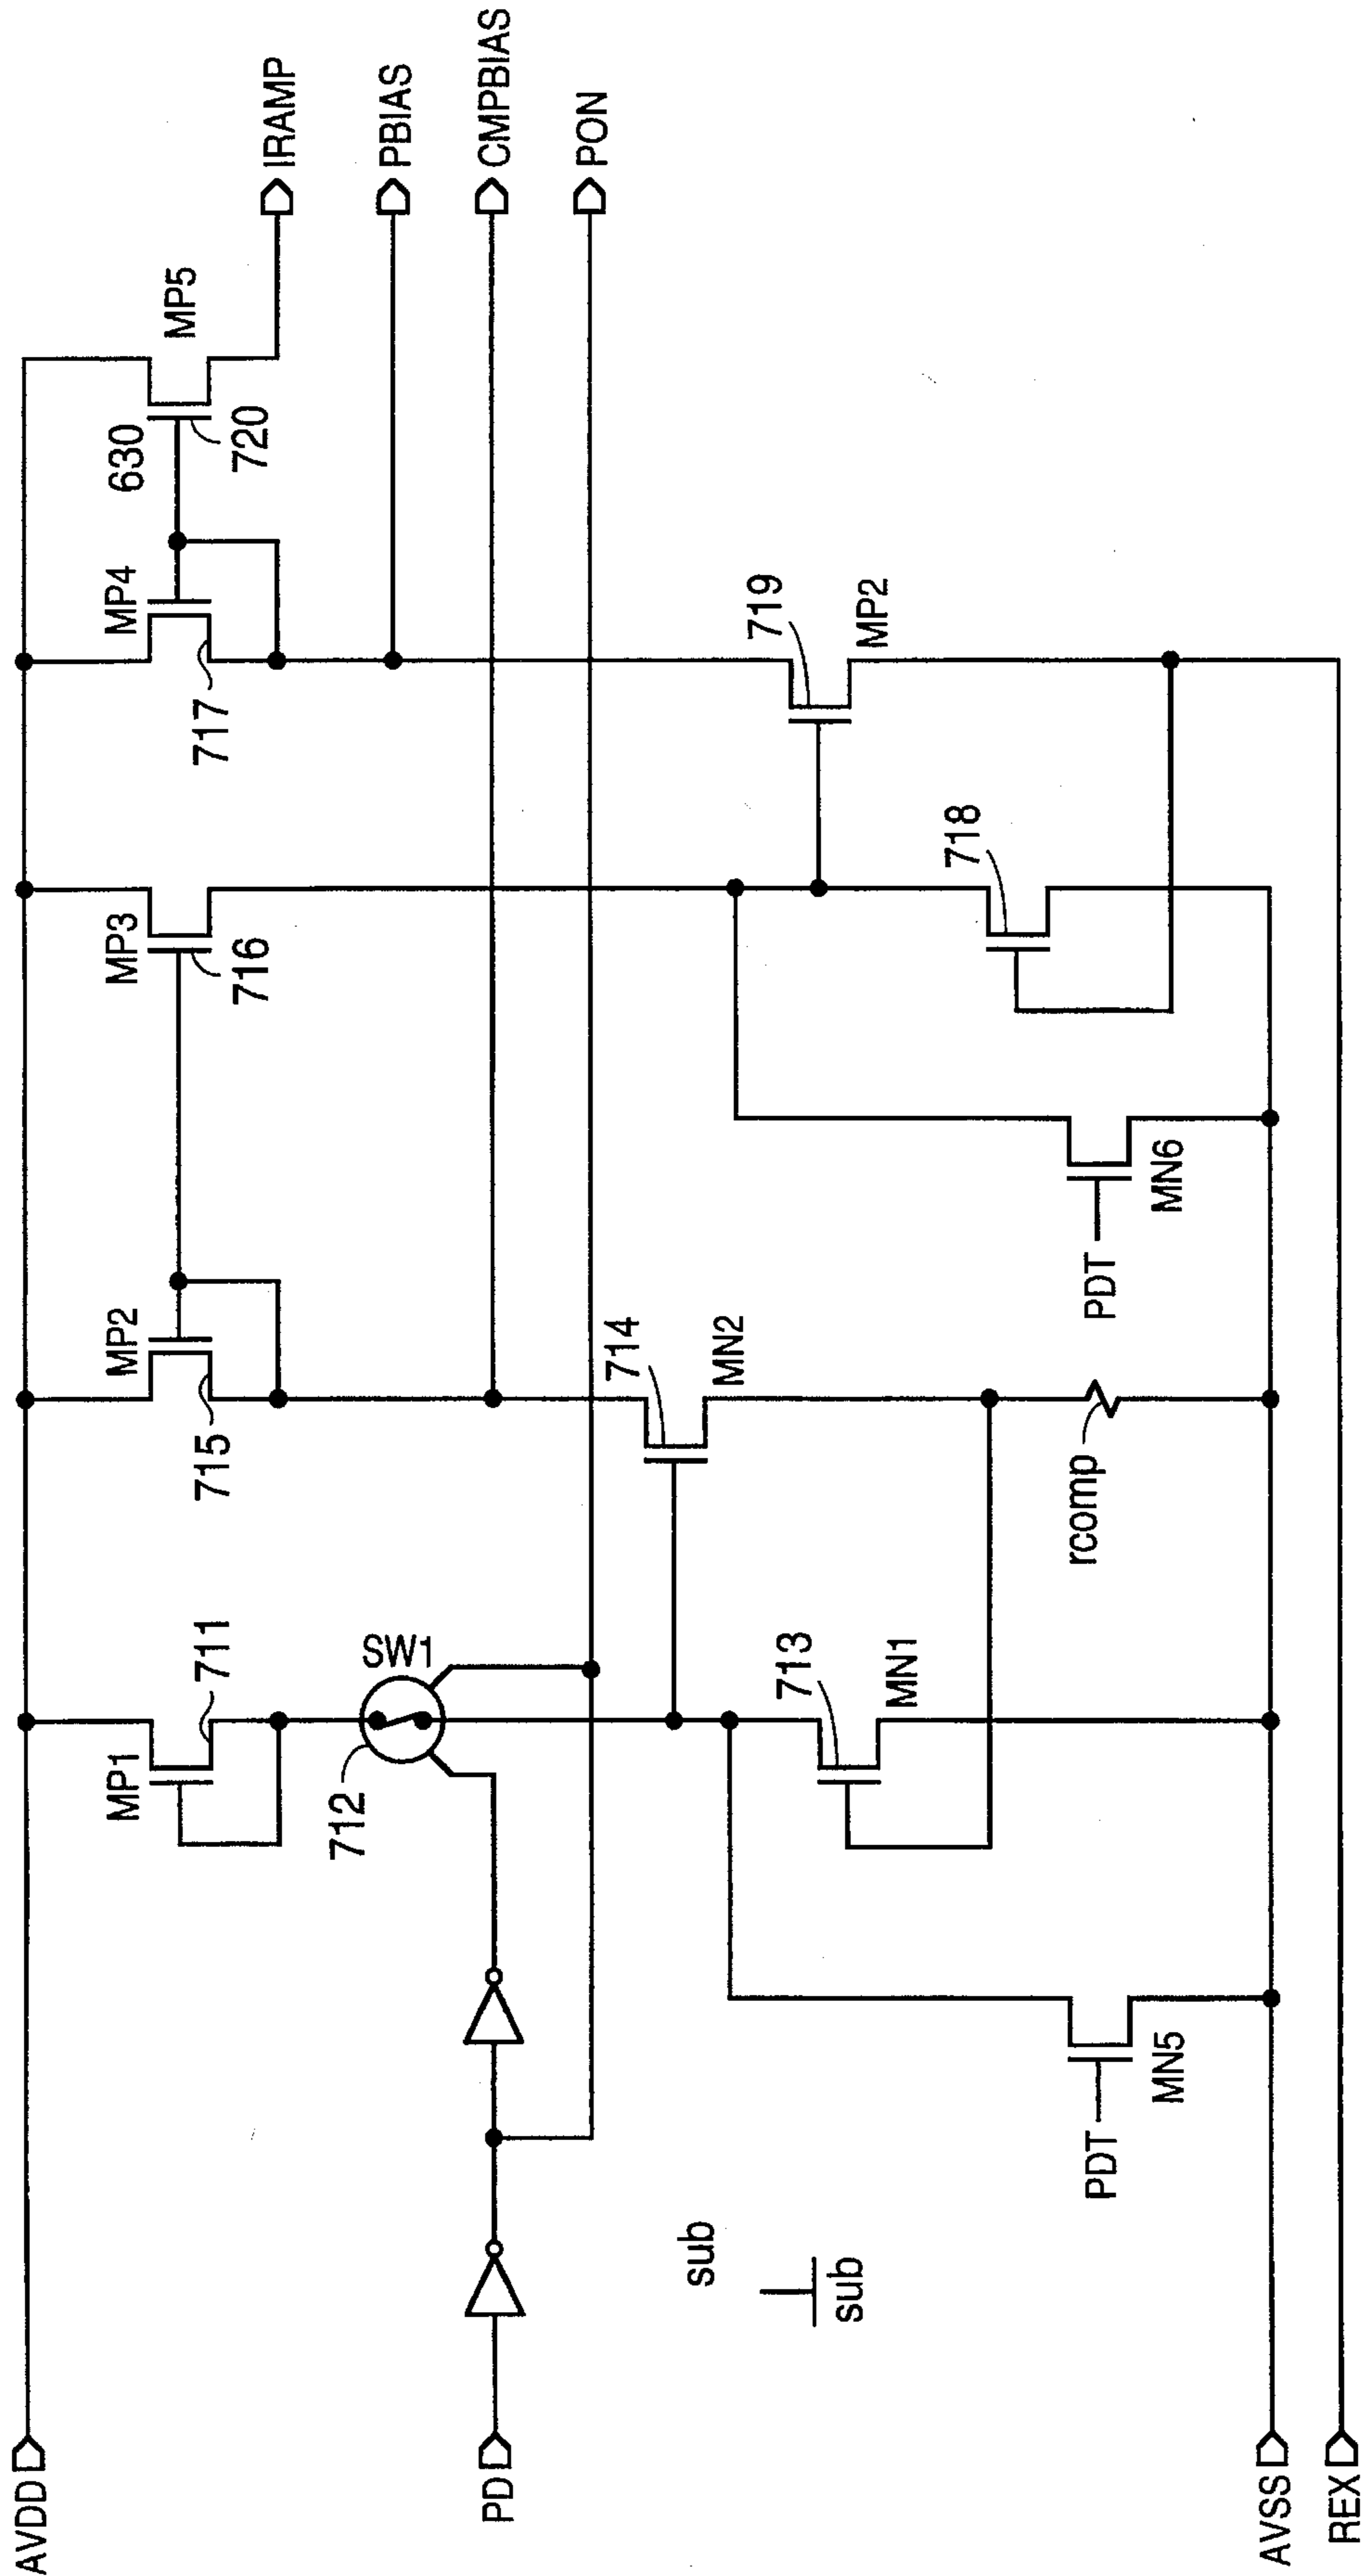 AVDD
PD
AVSS
REX
IRAMP
PBIAS
CMPBIAS
PON
MP1
711
SW1
712
MP2
715
MP3
716
MP4
717
630
MP5
720
714
MN2
713
MN1
719
MP2
718
rcomp
PDT
MN6
PDT
MN5
sub
sub